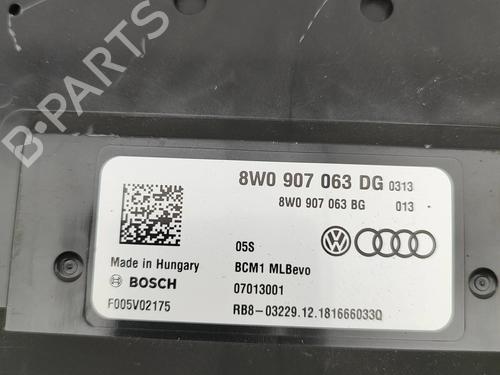 B-PARTS
8W0 907 063 DG 0313
8W0 907 063 BG 013
05S
Made in Hungary BCM1 MLBevo
BOSCH 07013001
F005V02175 RB8-03229.12.181666033Q